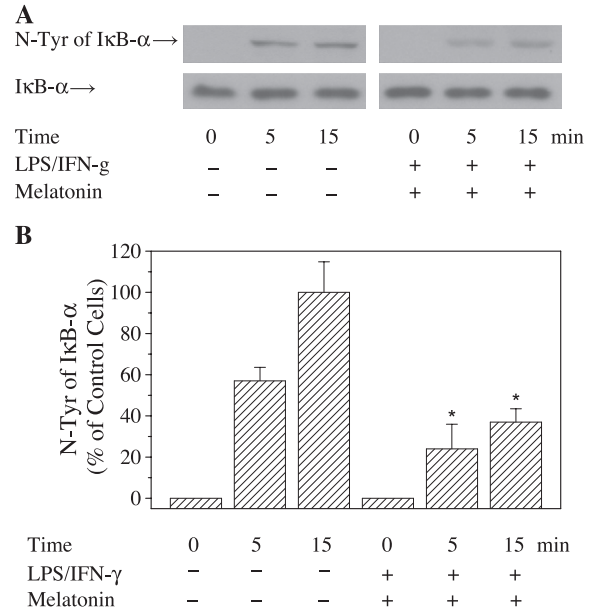 A
N-Tyr of IκB-α→
IκB-α→
Time 0 5 15 0 5 15 min
LPS/IFN-g – – – + + +
Melatonin – – – + + +
B
N-Tyr of IκB-α
(% of Control Cells)
120
100
80
60
40
20
0
* *
Time 0 5 15 0 5 15 min
LPS/IFN-γ – – – + + +
Melatonin – – – + + +